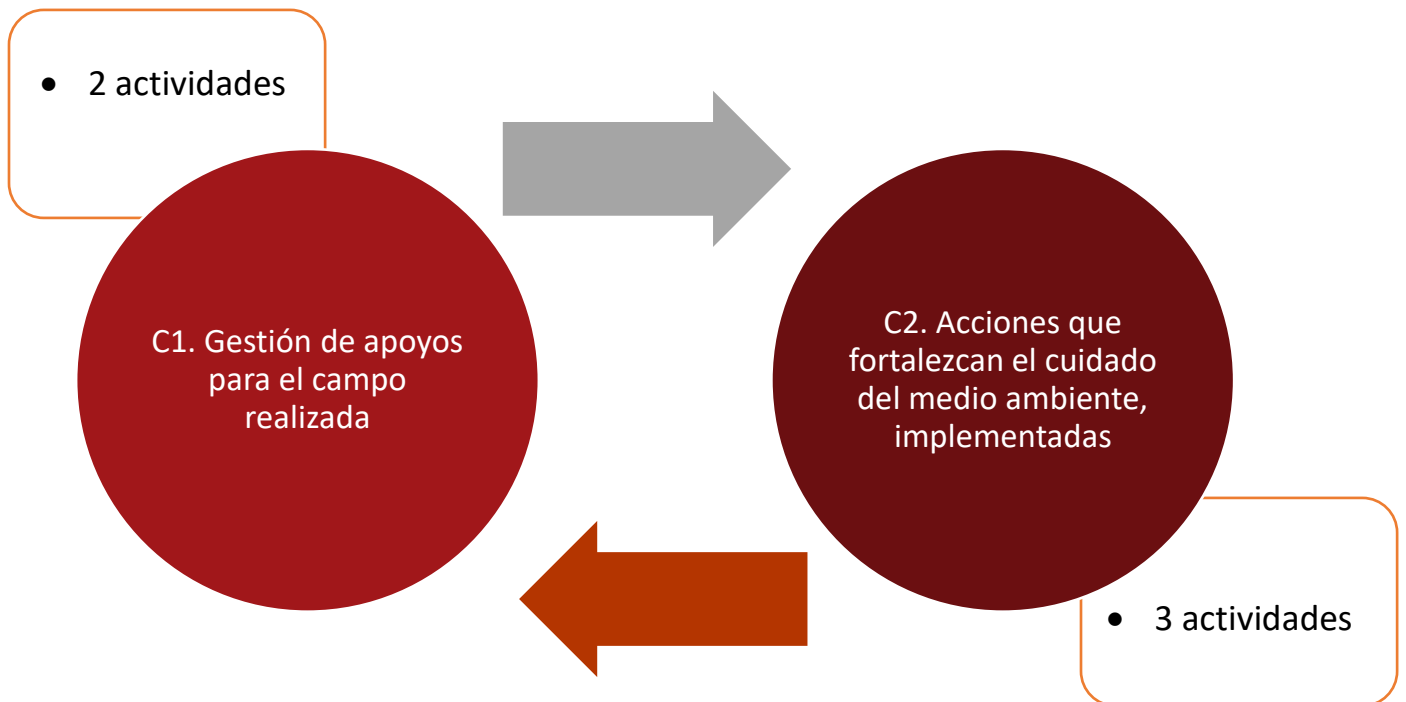 • 2 actividades
C1. Gestión de apoyos
para el campo
realizada
C2. Acciones que
fortalezcan el cuidado
del medio ambiente,
implementadas
• 3 actividades